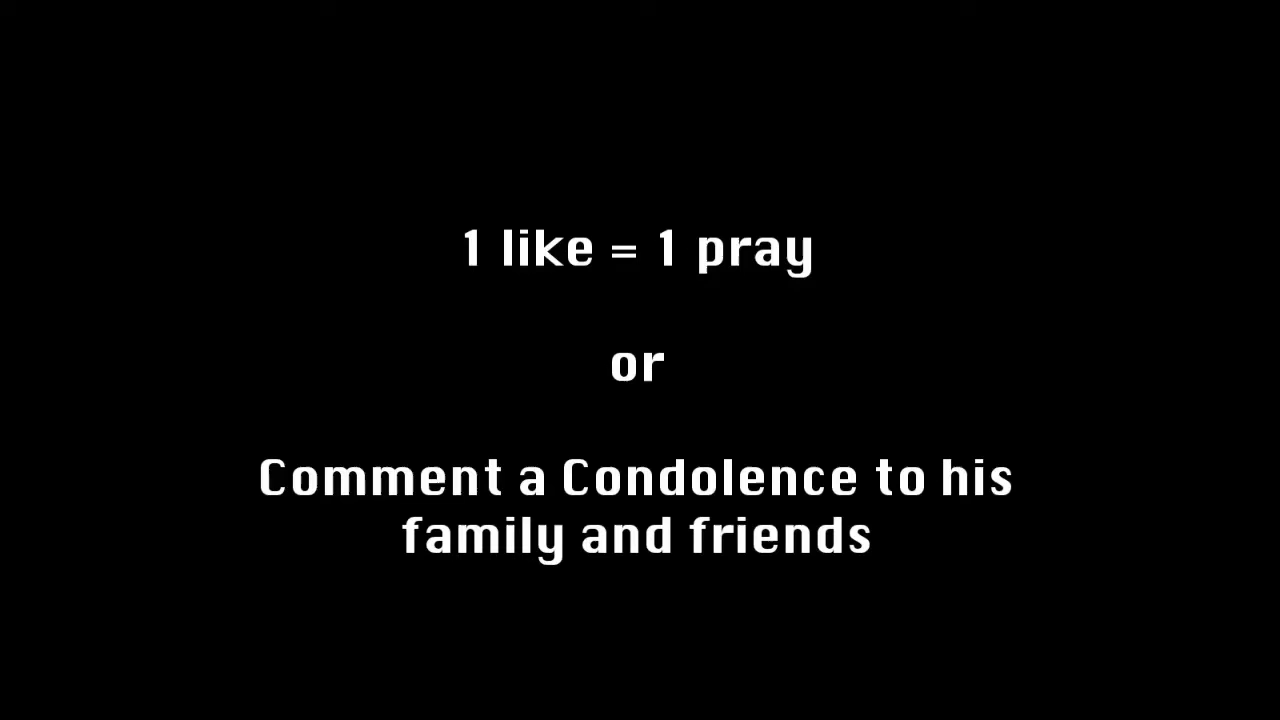 1 like = 1 pray
or
Comment a Condolence to his
family and friends